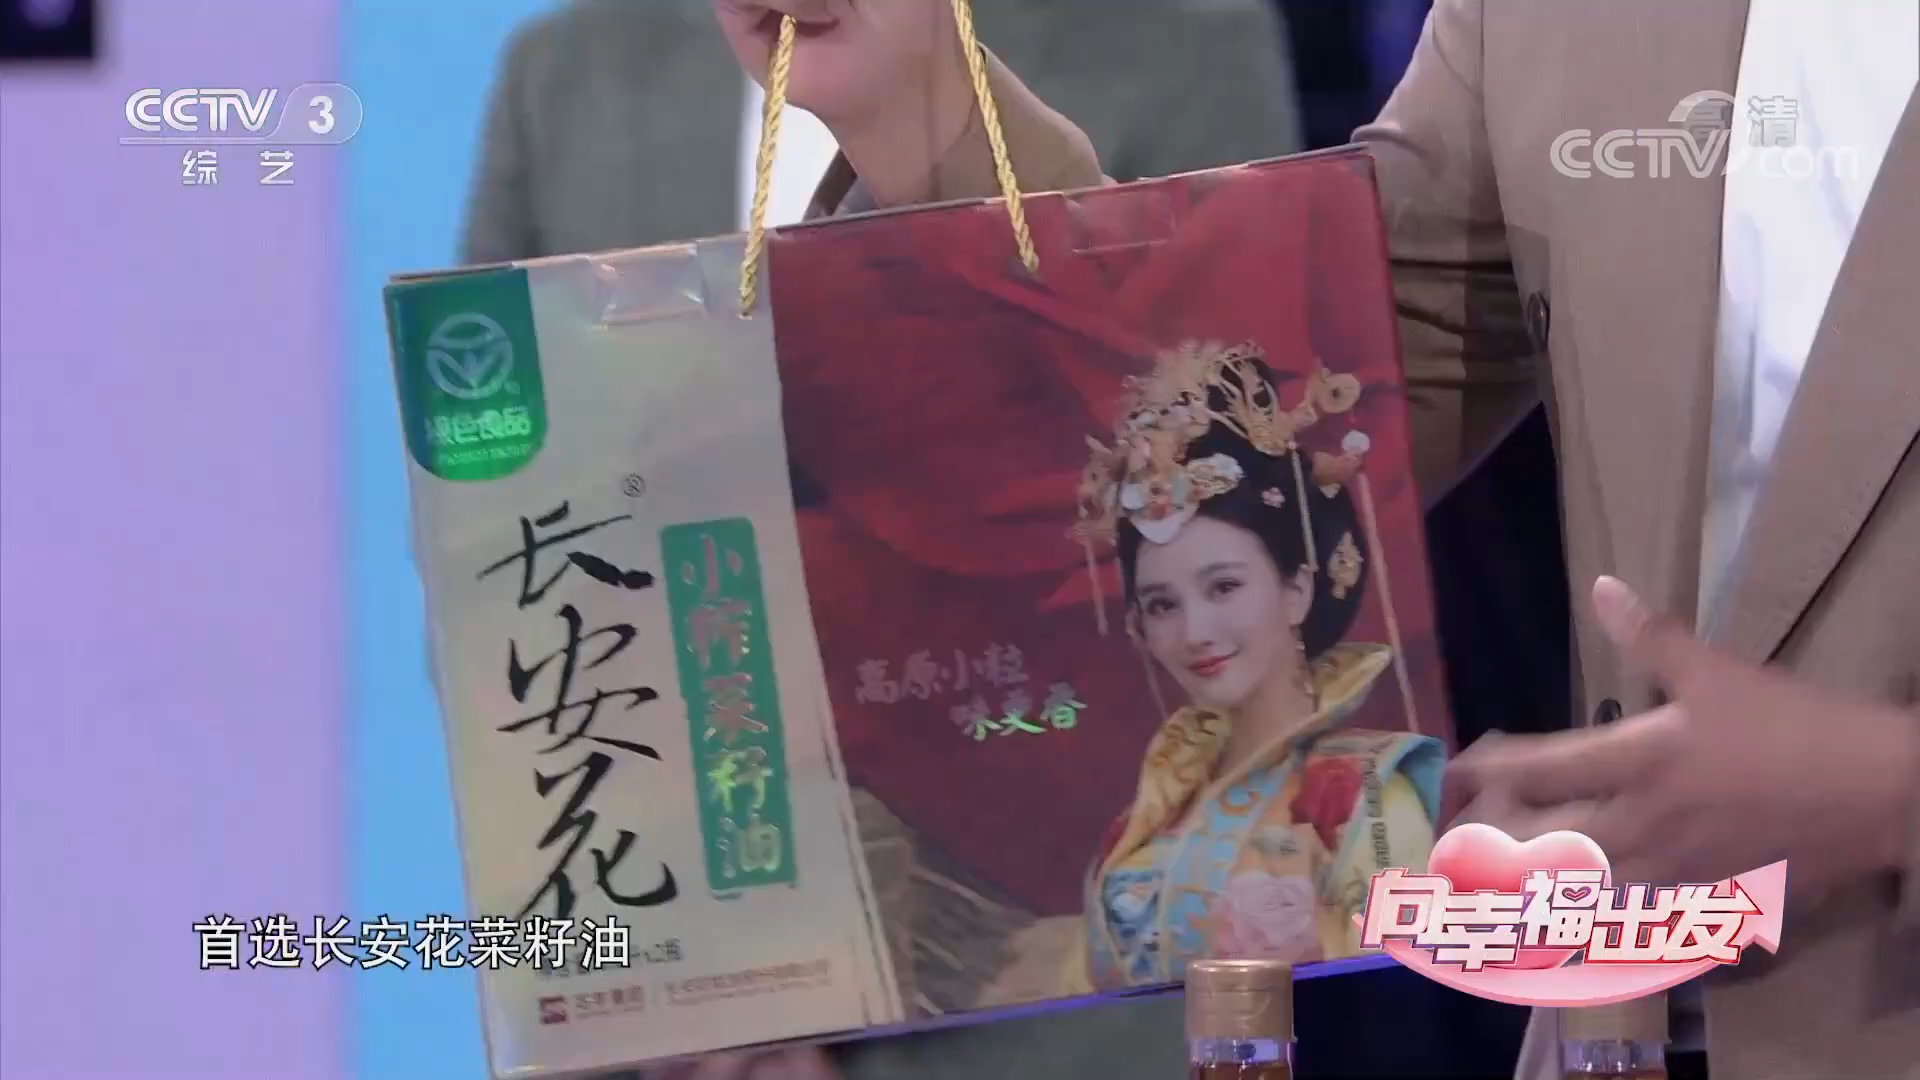 CCTV 3
综艺
高清
CCTV.com
绿色食品
长安花
®
小榨菜籽油
高原小粒
味更香
首选长安花菜籽油
向幸福出发